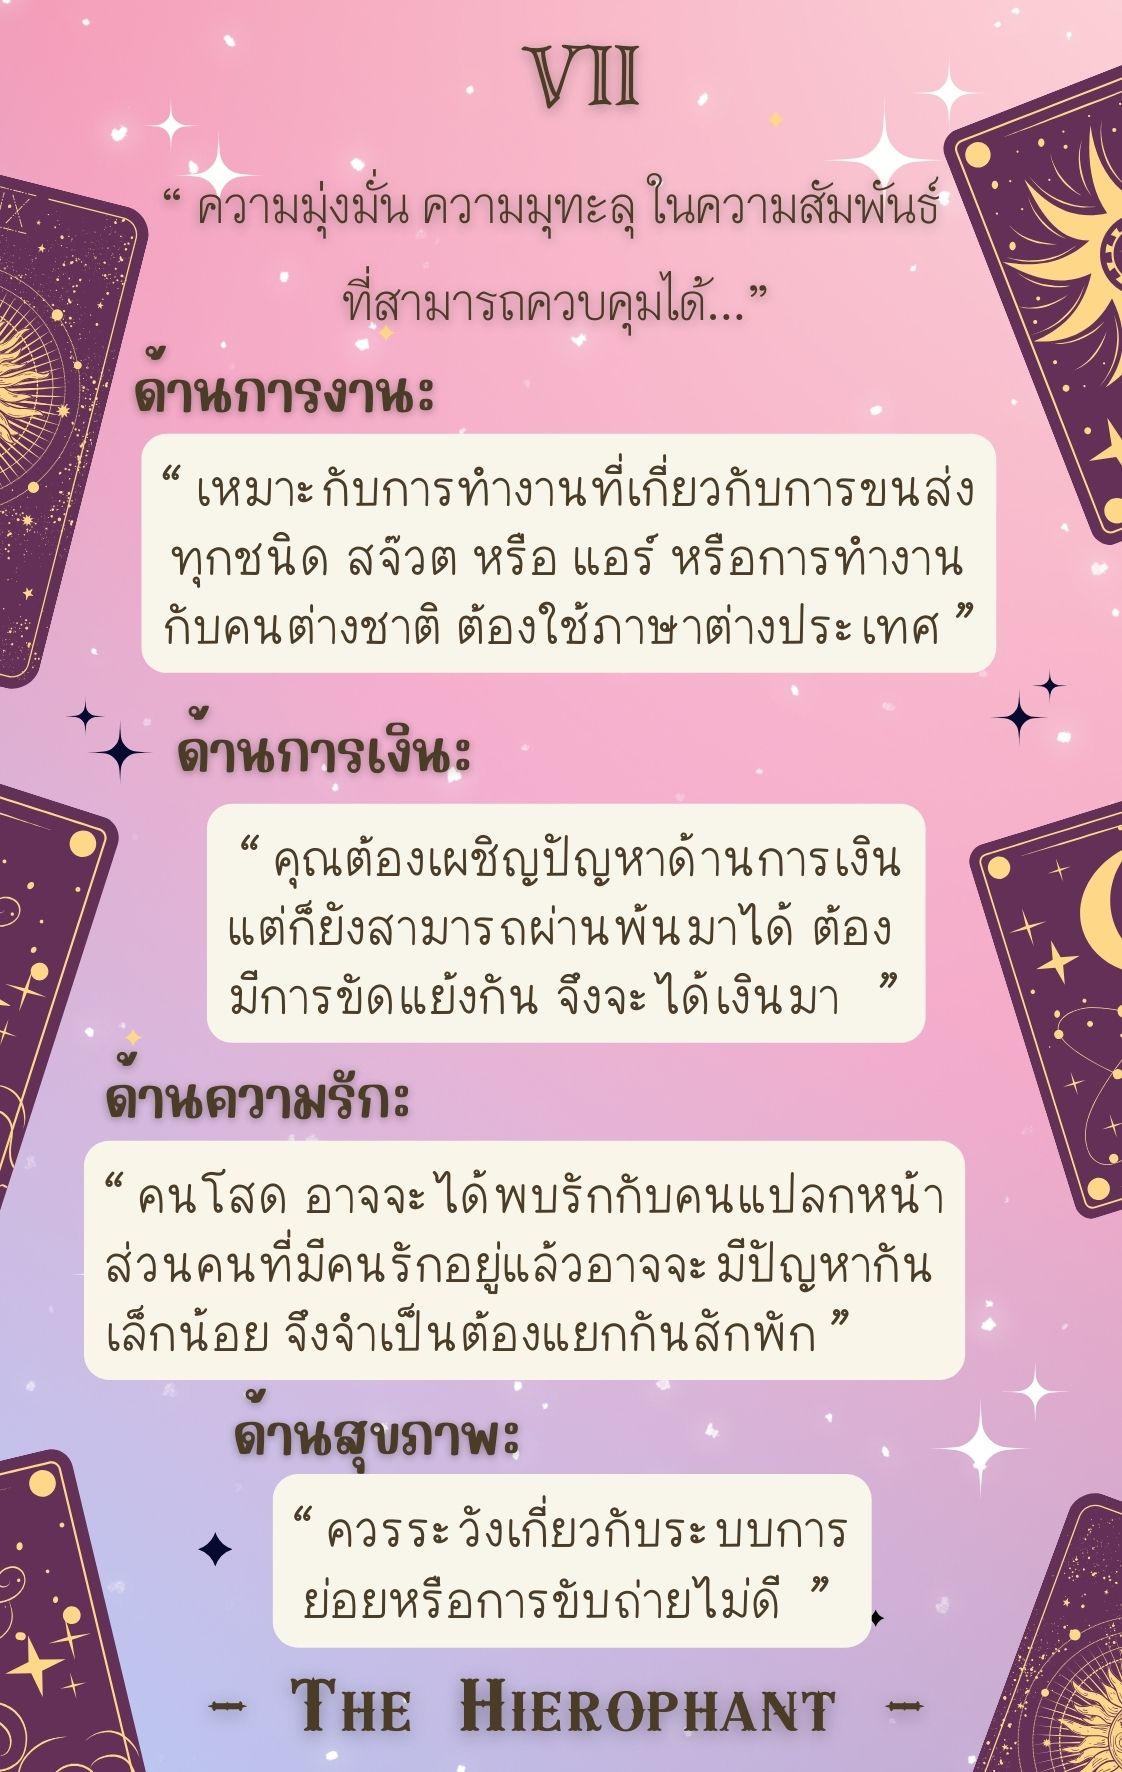 VII
“ ความมุ่งมั่น ความมุทะลุ ในความสัมพันธ์
ที่สามารถควบคุมได้...”
ด้านการงาน:
“ เหมาะกับการทำงานที่เกี่ยวกับการขนส่ง
ทุกชนิด สจ๊วต หรือ แอร์ หรือการทำงาน
กับคนต่างชาติ ต้องใช้ภาษาต่างประเทศ ”
ด้านการเงิน:
“ คุณต้องเผชิญปัญหาด้านการเงิน
แต่ก็ยังสามารถผ่านพ้นมาได้ ต้อง
มีการขัดแย้งกัน จึงจะได้เงินมา ”
ด้านความรัก:
“ คนโสด อาจจะได้พบรักกับคนแปลกหน้า
ส่วนคนที่มีคนรักอยู่แล้วอาจจะมีปัญหากัน
เล็กน้อย จึงจำเป็นต้องแยกกันสักพัก ”
ด้านสุขภาพ:
“ ควรระวังเกี่ยวกับระบบการ
ย่อยหรือการขับถ่ายไม่ดี ”
- The Hierophant -